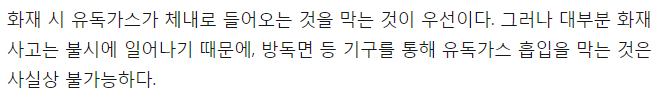 화재 시 유독가스가 체내로 들어오는 것을 막는 것이 우선이다. 그러나 대부분 화재
사고는 불시에 일어나기 때문에, 방독면 등 기구를 통해 유독가스 흡입을 막는 것은
사실상 불가능하다.